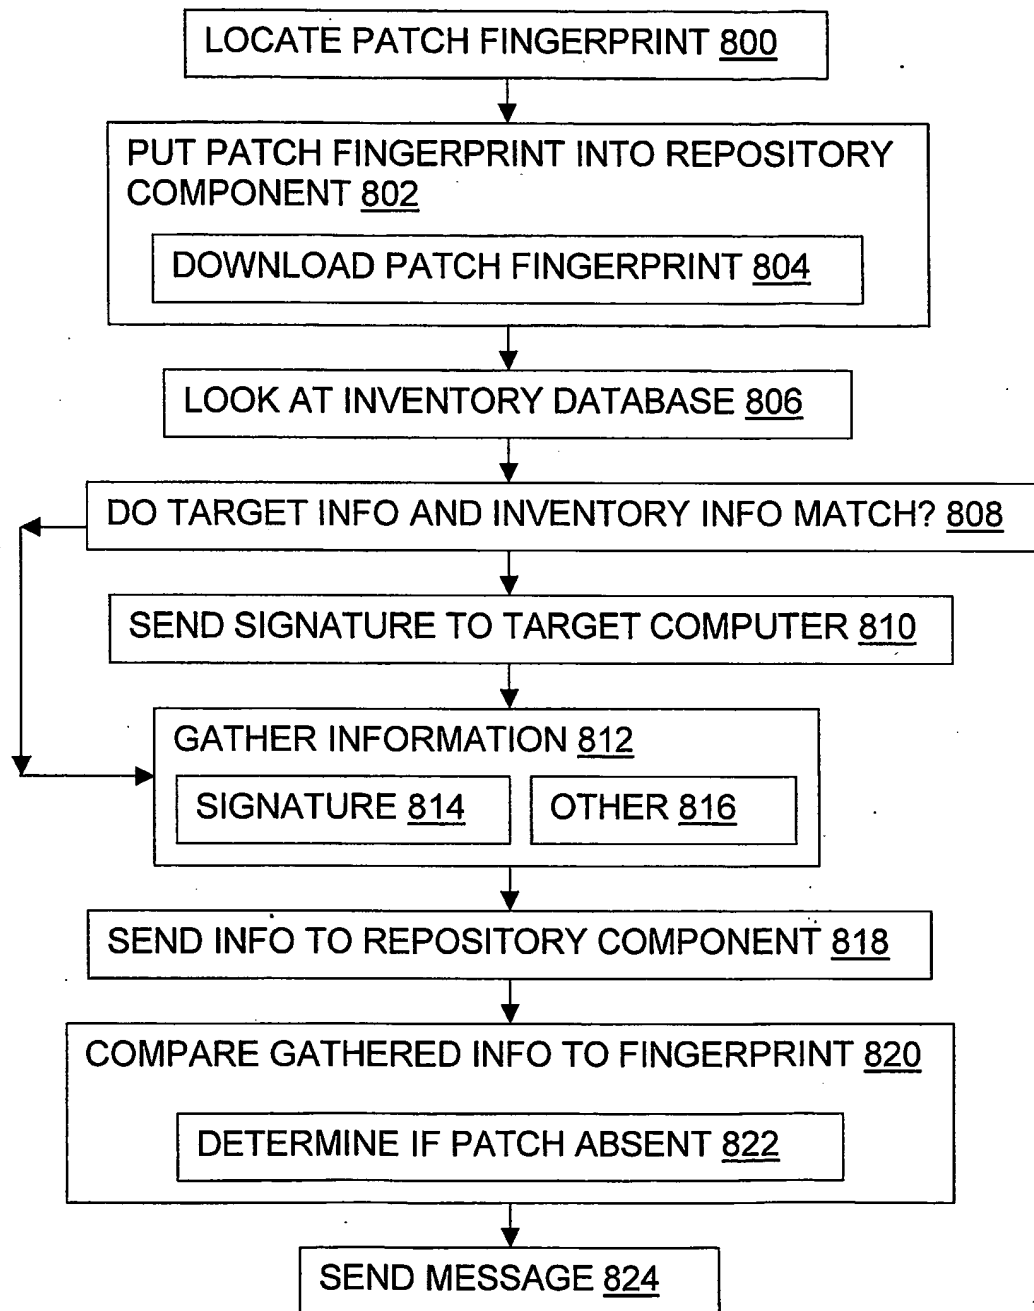 LOCATE PATCH FINGERPRINT 800
PUT PATCH FINGERPRINT INTO REPOSITORY
COMPONENT 802
DOWNLOAD PATCH FINGERPRINT 804
LOOK AT INVENTORY DATABASE 806
DO TARGET INFO AND INVENTORY INFO MATCH? 808
SEND SIGNATURE TO TARGET COMPUTER 810
GATHER INFORMATION 812
SIGNATURE 814
OTHER 816
SEND INFO TO REPOSITORY COMPONENT 818
COMPARE GATHERED INFO TO FINGERPRINT 820
DETERMINE IF PATCH ABSENT 822
SEND MESSAGE 824